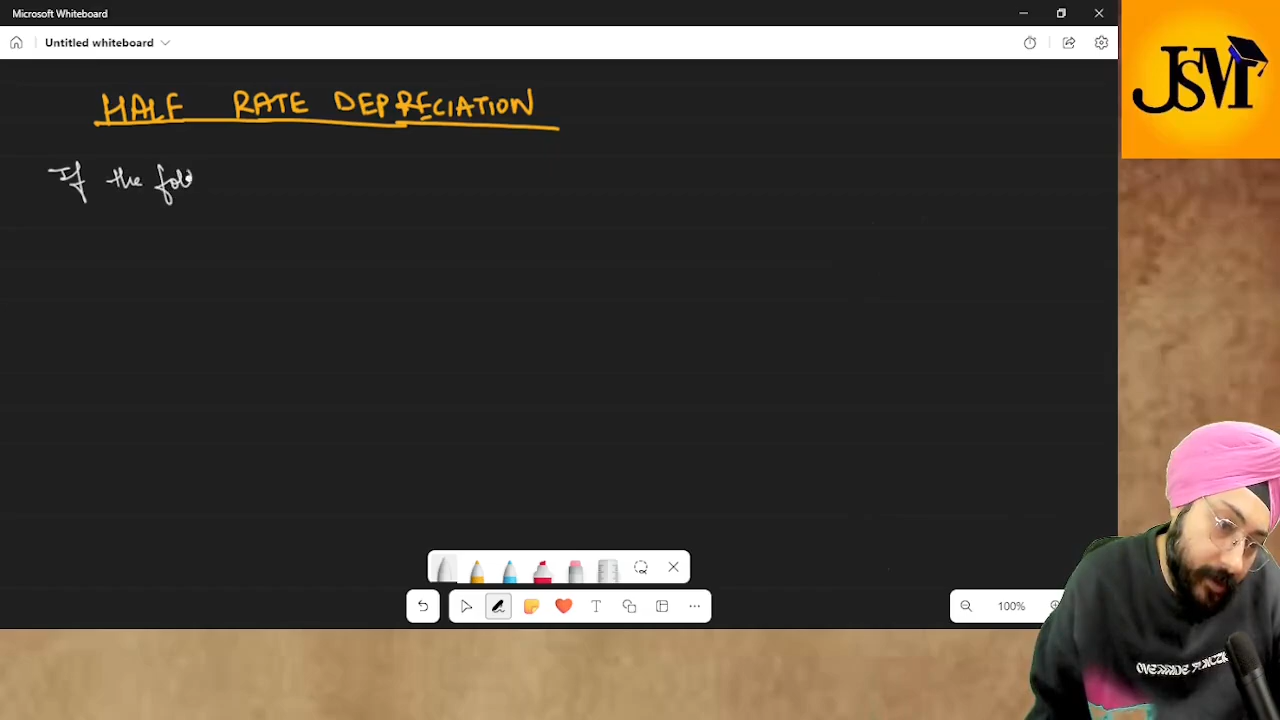 Microsoft Whiteboard
Untitled whiteboard
JSM
HALF RATE DEPRECIATION
If the fol
100%